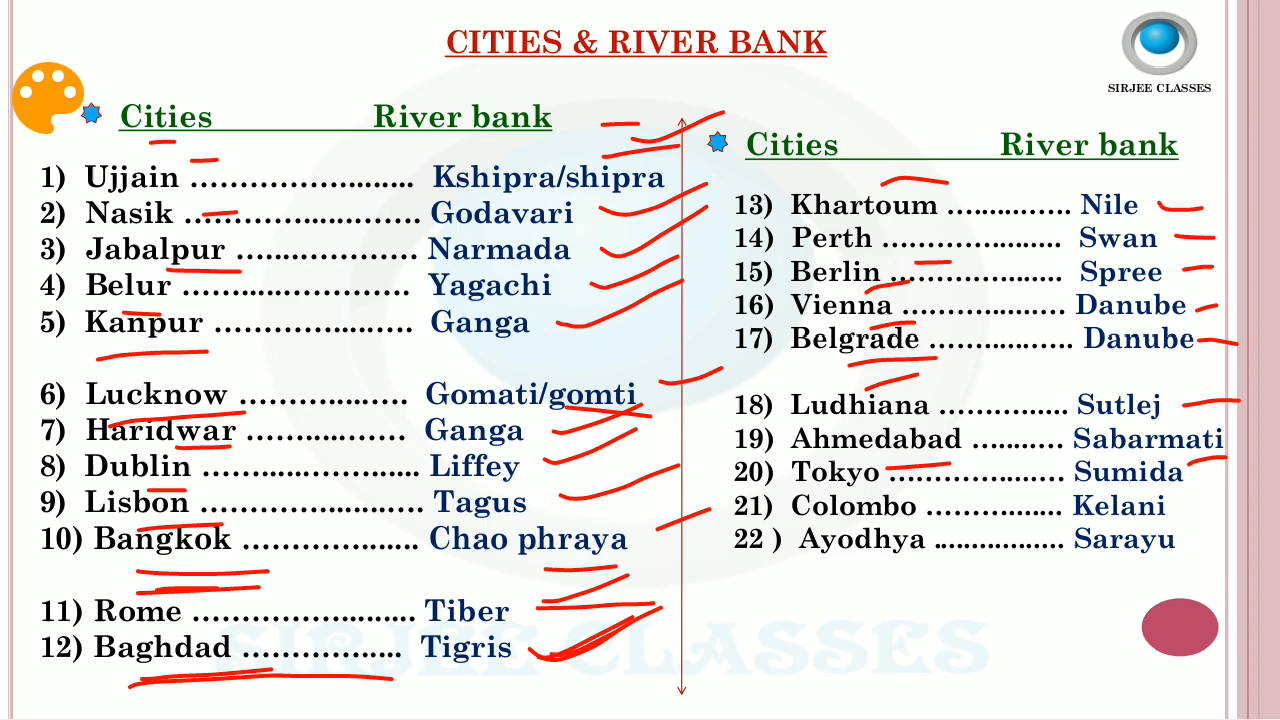 CITIES & RIVER BANK
SIRJEE CLASSES
Cities River bank
1) Ujjain ........................ Kshipra/shipra
2) Nasik ........................ Godavari
3) Jabalpur ........................ Narmada
4) Belur ........................ Yagachi
5) Kanpur ........................ Ganga
6) Lucknow ........................ Gomati/gomti
7) Haridwar ........................ Ganga
8) Dublin ........................ Liffey
9) Lisbon ........................ Tagus
10) Bangkok ........................ Chao phraya
11) Rome ........................ Tiber
12) Baghdad ........................ Tigris
Cities River bank
13) Khartoum .................. Nile
14) Perth ........................ Swan
15) Berlin ........................ Spree
16) Vienna ........................ Danube
17) Belgrade ........................ Danube
18) Ludhiana .................. Sutlej
19) Ahmedabad .............. Sabarmati
20) Tokyo ........................ Sumida
21) Colombo .................. Kelani
22 ) Ayodhya .................. Sarayu
SIRJEE CLASSES